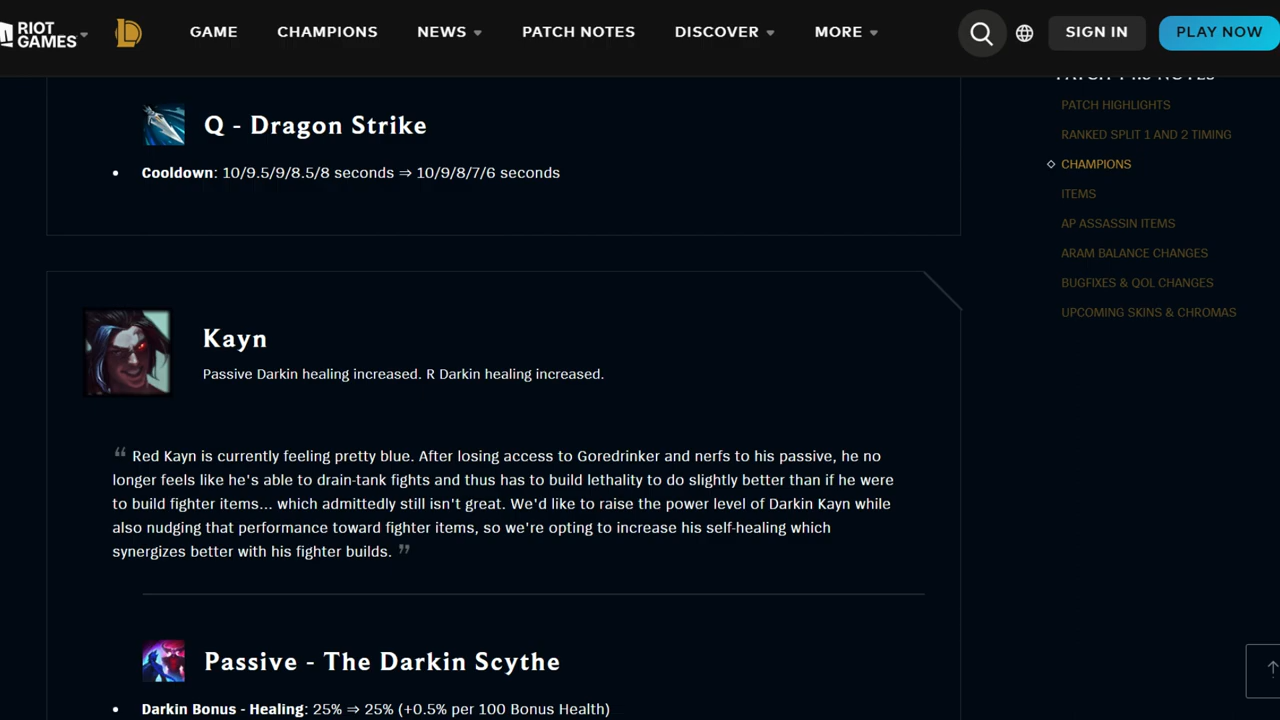 RIOT
GAMES
GAME CHAMPIONS NEWS PATCH NOTES DISCOVER MORE SIGN IN PLAY NOW
PATCH HIGHLIGHTS
RANKED SPLIT 1 AND 2 TIMING
CHAMPIONS
ITEMS
AP ASSASSIN ITEMS
ARAM BALANCE CHANGES
BUGFIXES & QOL CHANGES
UPCOMING SKINS & CHROMAS
Q - Dragon Strike
• Cooldown: 10/9.5/9/8.5/8 seconds ⇒ 10/9/8/7/6 seconds
Kayn
Passive Darkin healing increased. R Darkin healing increased.
“ Red Kayn is currently feeling pretty blue. After losing access to Goredrinker and nerfs to his passive, he no
longer feels like he's able to drain-tank fights and thus has to build lethality to do slightly better than if he were
to build fighter items... which admittedly still isn't great. We'd like to raise the power level of Darkin Kayn while
also nudging that performance toward fighter items, so we're opting to increase his self-healing which
synergizes better with his fighter builds. ”
Passive - The Darkin Scythe
• Darkin Bonus - Healing: 25% ⇒ 25% (+0.5% per 100 Bonus Health)